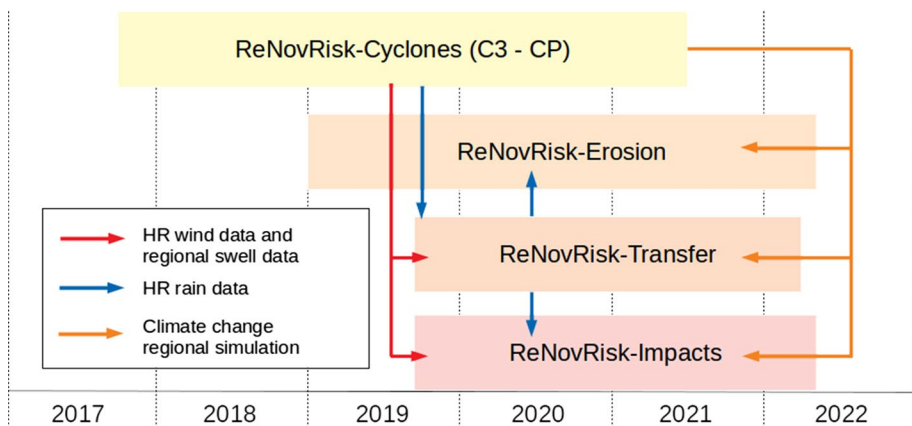 ReNovRisk-Cyclones (C3 - CP)
ReNovRisk-Erosion
ReNovRisk-Transfer
ReNovRisk-Impacts
HR wind data and
regional swell data
HR rain data
Climate change
regional simulation
2017 2018 2019 2020 2021 2022